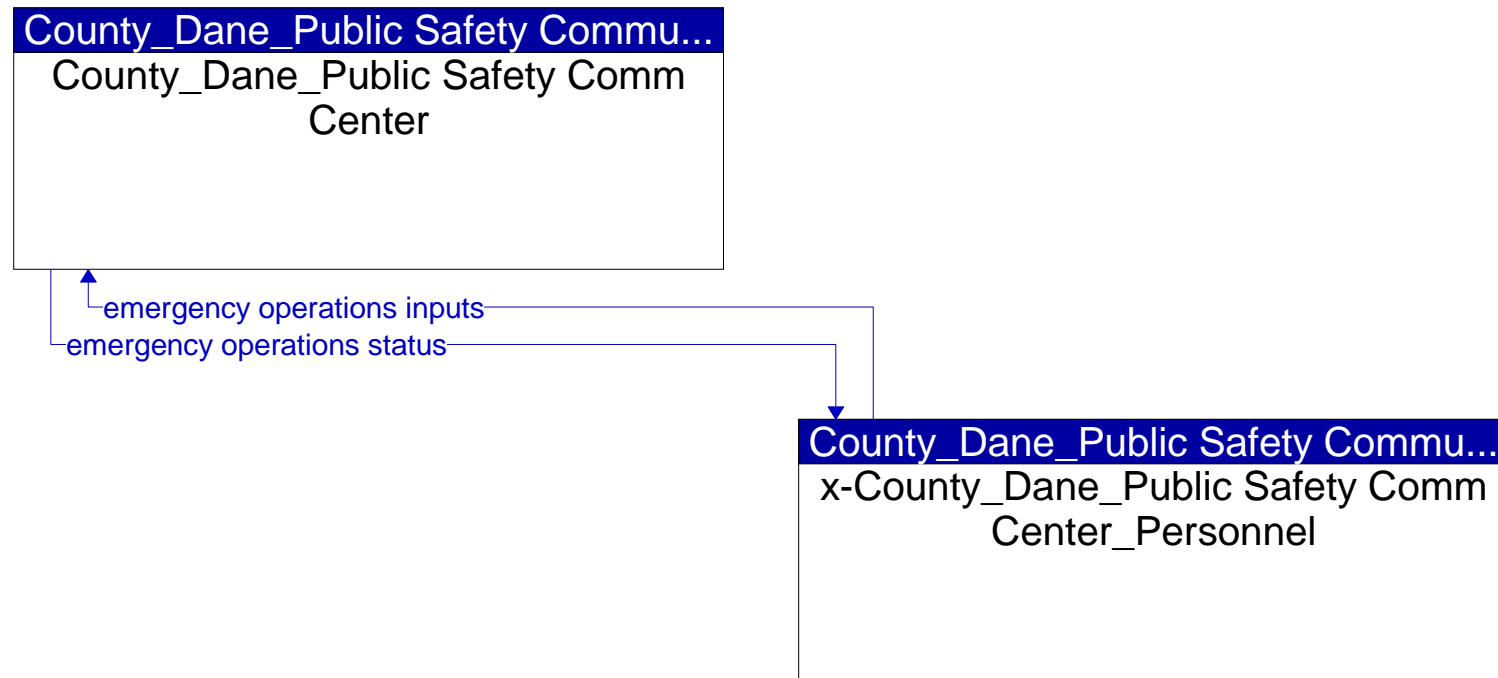 County_Dane_Public Safety Commu...
County_Dane_Public Safety Comm
Center
emergency operations inputs
emergency operations status
County_Dane_Public Safety Commu...
x-County_Dane_Public Safety Comm
Center_Personnel